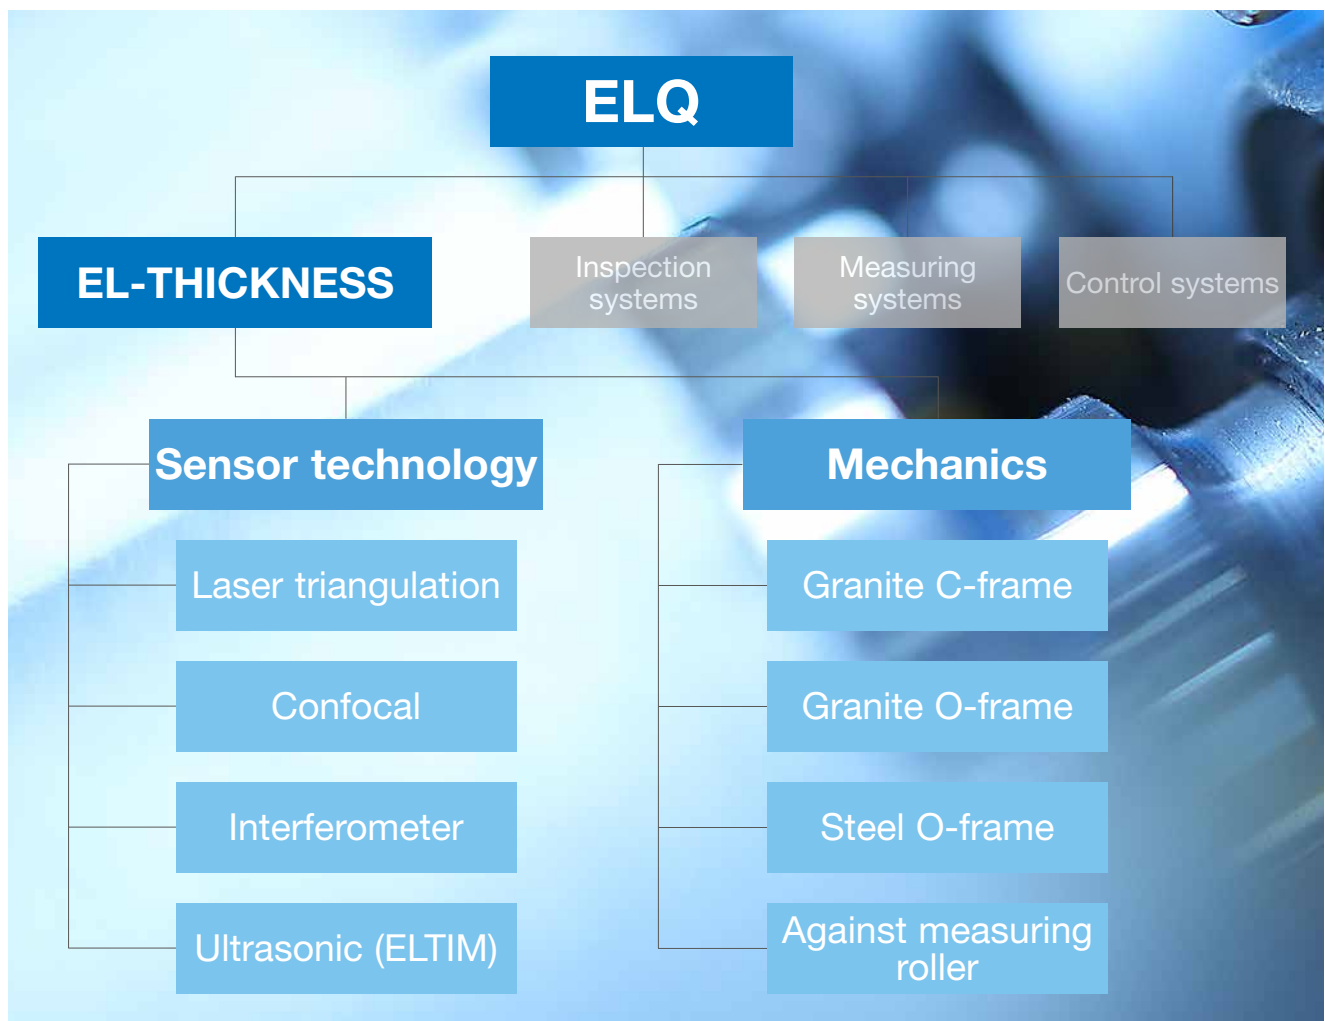 ELQ
EL-THICKNESS
Inspection
systems
Measuring
systems
Control systems
Sensor technology
Mechanics
Laser triangulation
Granite C-frame
Confocal
Granite O-frame
Interferometer
Steel O-frame
Ultrasonic (ELTIM)
Against measuring
roller